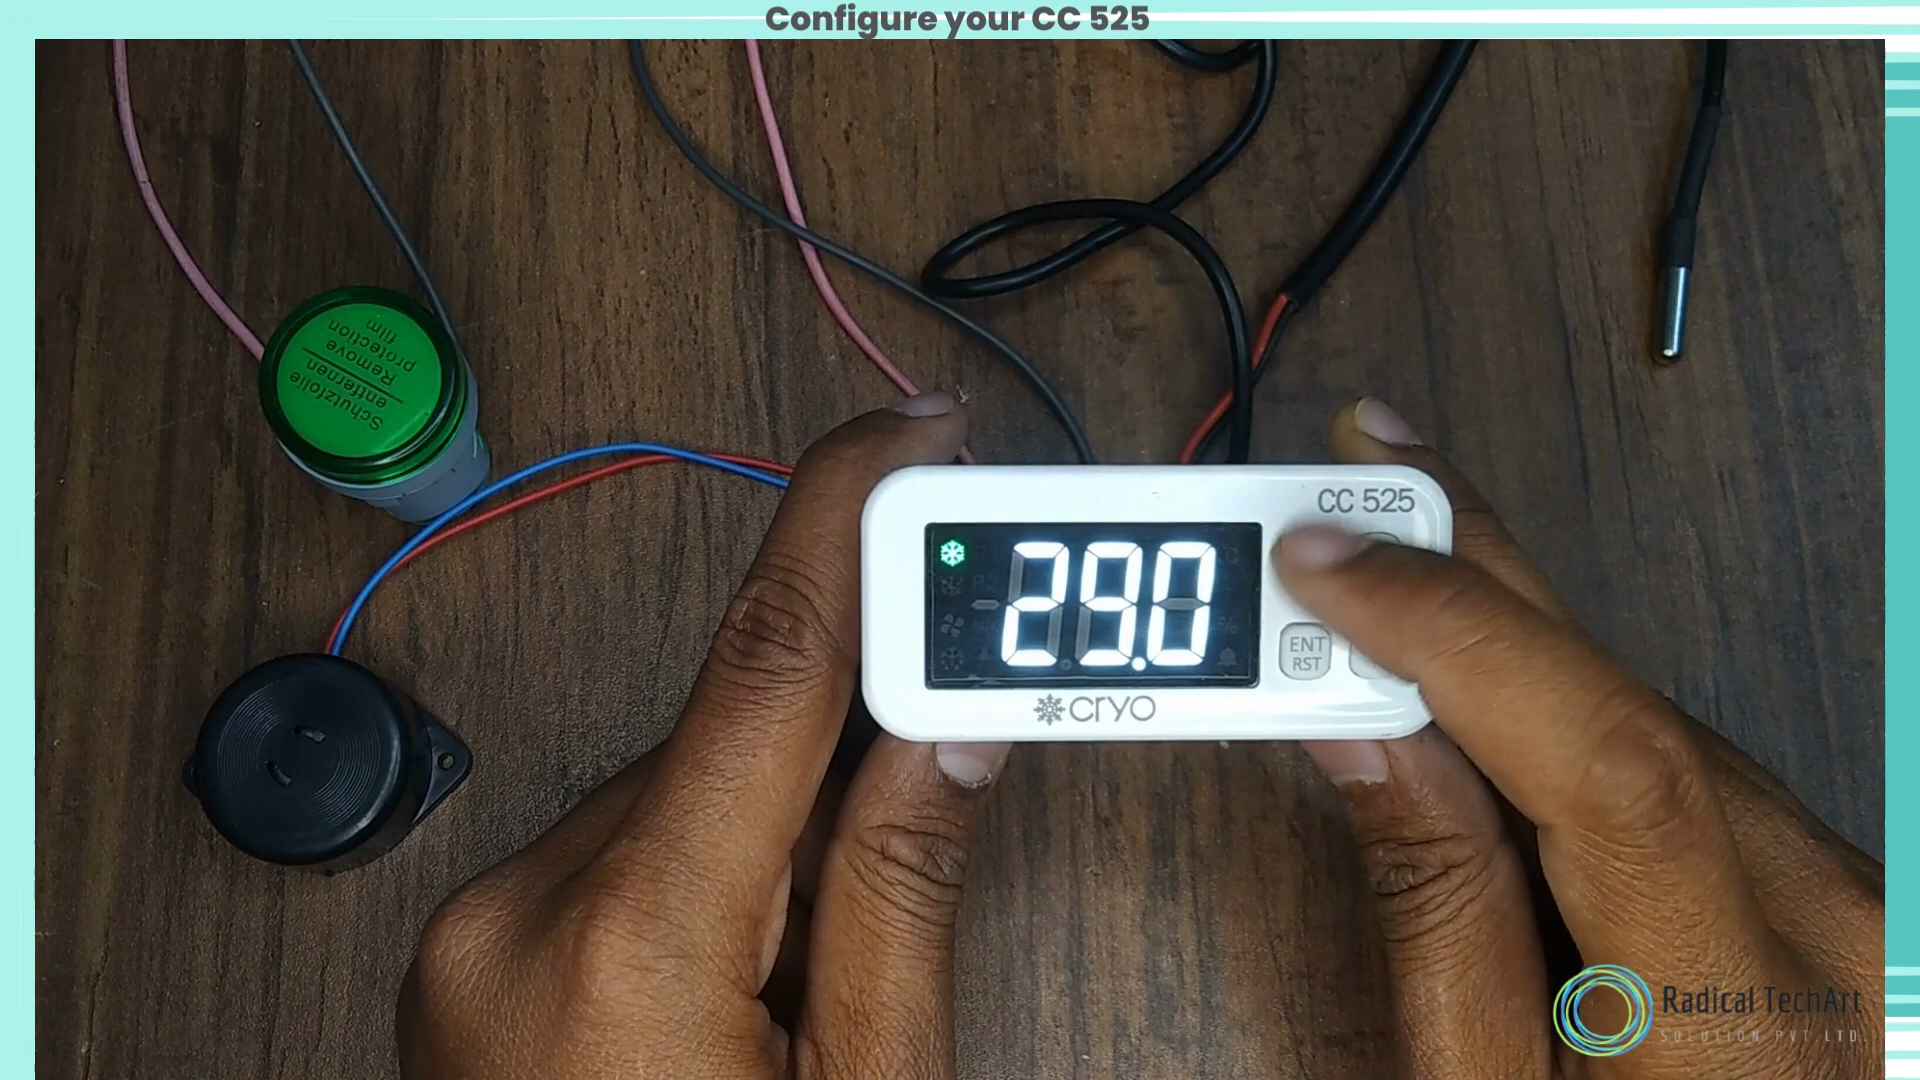 Configure your CC 525
Schutzfolie
entfernen
Remove
protection
film
CC 525
29.0
ENT
RST
cryo
Radical TechArt
SOLUTION PVT. LTD.